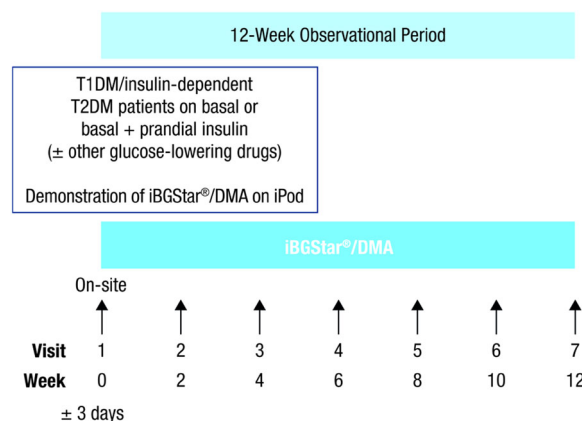 12-Week Observational Period
T1DM/insulin-dependent
T2DM patients on basal or
basal + prandial insulin
(± other glucose-lowering drugs)
Demonstration of iBGStar®/DMA on iPod
iBGStar®/DMA
On-site
Visit 1 2 3 4 5 6 7
Week 0 2 4 6 8 10 12
± 3 days